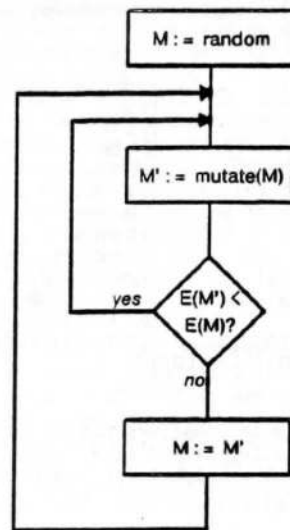 M := random
M' := mutate(M)
E(M') <
E(M)?
yes
no
M := M'